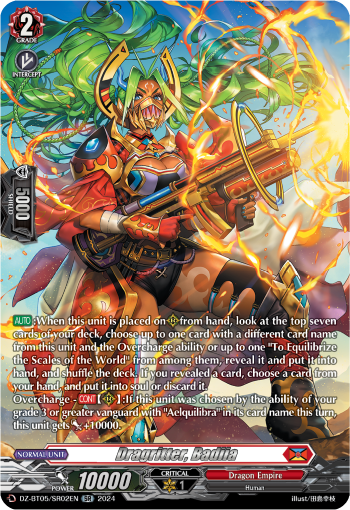 2
GRADE
INTERCEPT
5000
SHIELD
AUTO :When this unit is placed on R from hand, look at the top seven
cards of your deck, choose up to one card with a different card name
from this unit and the Overcharge ability or up to one "To Equilibrize
the Scales of the World" from among them, reveal it and put it into
hand, and shuffle the deck. If you revealed a card, choose a card from
your hand, and put it into soul or discard it.
Overcharge - CONT 【R】:If this unit was chosen by the ability of your
grade 3 or greater vanguard with "Aelquilibra" in its card name this turn,
this unit gets +10000.
NORMAL UNIT
Dragritter, Badiia
POWER 10000
CRITICAL
1
Dragon Empire
Human
DZ-BT05/SR02EN SR 2024
illust/田島幸枝